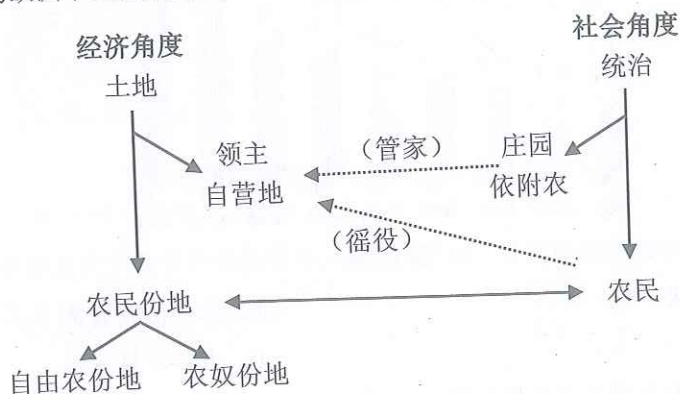 社会角度
经济角度
统治
土地
领主
（管家）
庄园
自营地
依附农
（徭役）
农民份地
农民
自由农份地
农奴份地